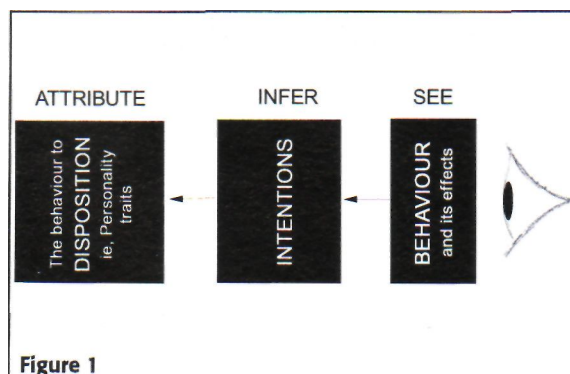 ATTRIBUTE
INFER
SEE
The behaviour to
DISPOSITION
ie, Personality
traits
INTENTIONS
BEHAVIOUR
and its effects
Figure 1